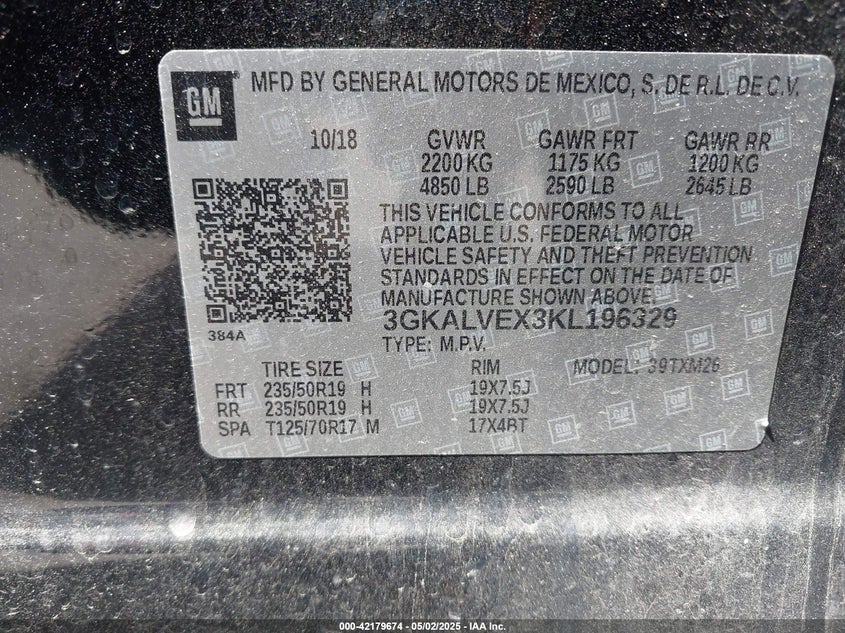 GM
MFD BY GENERAL MOTORS DE MEXICO, S. DE R.L. DE C.V.
10/18 GVWR GAWR FRT GAWR RR
2200 KG 1175 KG 1200 KG
4850 LB 2590 LB 2645 LB
THIS VEHICLE CONFORMS TO ALL
APPLICABLE U.S. FEDERAL MOTOR
VEHICLE SAFETY AND THEFT PREVENTION
STANDARDS IN EFFECT ON THE DATE OF
MANUFACTURE SHOWN ABOVE.
384A
3GKALVEX3KL196329
TYPE: M.P.V.
TIRE SIZE RIM MODEL: 39TXM26
FRT 235/50R19 H 19X7.5J
RR 235/50R19 H 19X7.5J
SPA T125/70R17 M 17X4BT
000-42179674 - 05/02/2025 - IAA Inc.